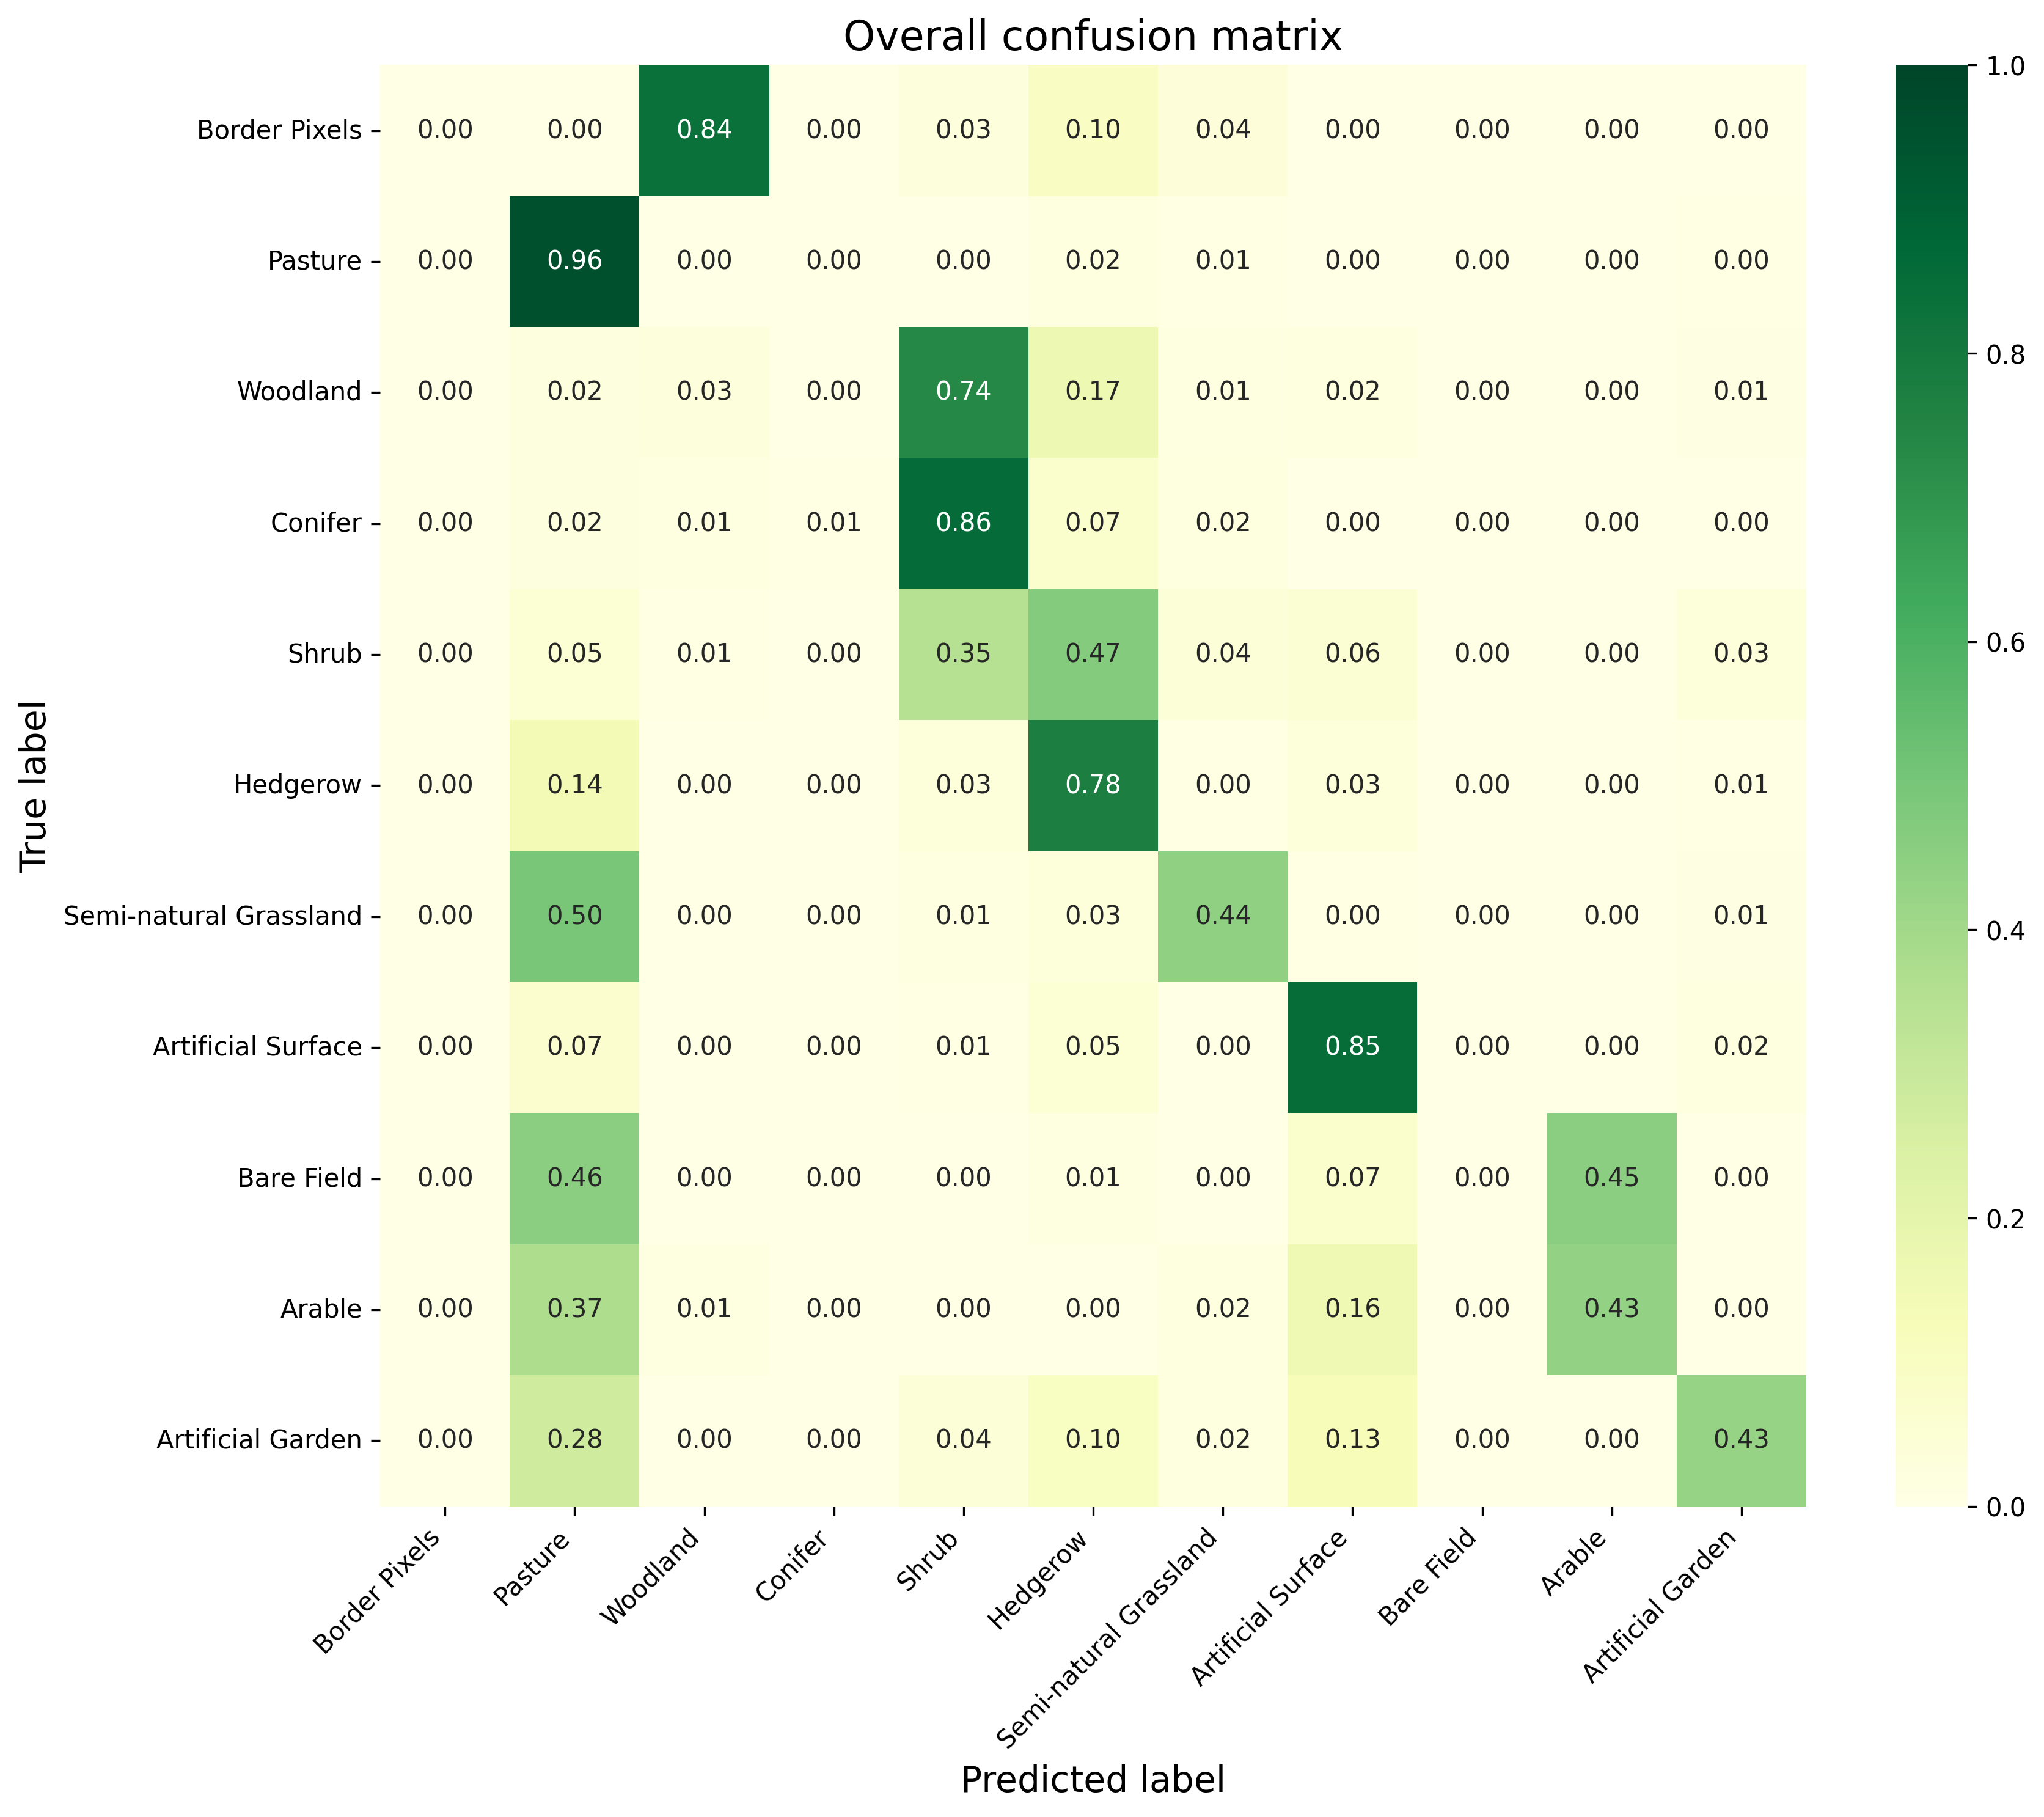 Overall confusion matrix
Border Pixels 0.00 0.00 0.84 0.00 0.03 0.10 0.04 0.00 0.00 0.00 0.00
Pasture 0.00 0.96 0.00 0.00 0.00 0.02 0.01 0.00 0.00 0.00 0.00
Woodland 0.00 0.02 0.03 0.00 0.74 0.17 0.01 0.02 0.00 0.00 0.01
Conifer 0.00 0.02 0.01 0.01 0.86 0.07 0.02 0.00 0.00 0.00 0.00
Shrub 0.00 0.05 0.01 0.00 0.35 0.47 0.04 0.06 0.00 0.00 0.03
Hedgerow 0.00 0.14 0.00 0.00 0.03 0.78 0.00 0.03 0.00 0.00 0.01
Semi-natural Grassland 0.00 0.50 0.00 0.00 0.01 0.03 0.44 0.00 0.00 0.00 0.01
Artificial Surface 0.00 0.07 0.00 0.00 0.01 0.05 0.00 0.85 0.00 0.00 0.02
Bare Field 0.00 0.46 0.00 0.00 0.00 0.01 0.00 0.07 0.00 0.45 0.00
Arable 0.00 0.37 0.01 0.00 0.00 0.00 0.02 0.16 0.00 0.43 0.00
Artificial Garden 0.00 0.28 0.00 0.00 0.04 0.10 0.02 0.13 0.00 0.00 0.43
True label
Border Pixels
Pasture
Woodland
Conifer
Shrub
Hedgerow
Semi-natural Grassland
Artificial Surface
Bare Field
Arable
Artificial Garden
Predicted label
1.0
0.8
0.6
0.4
0.2
0.0